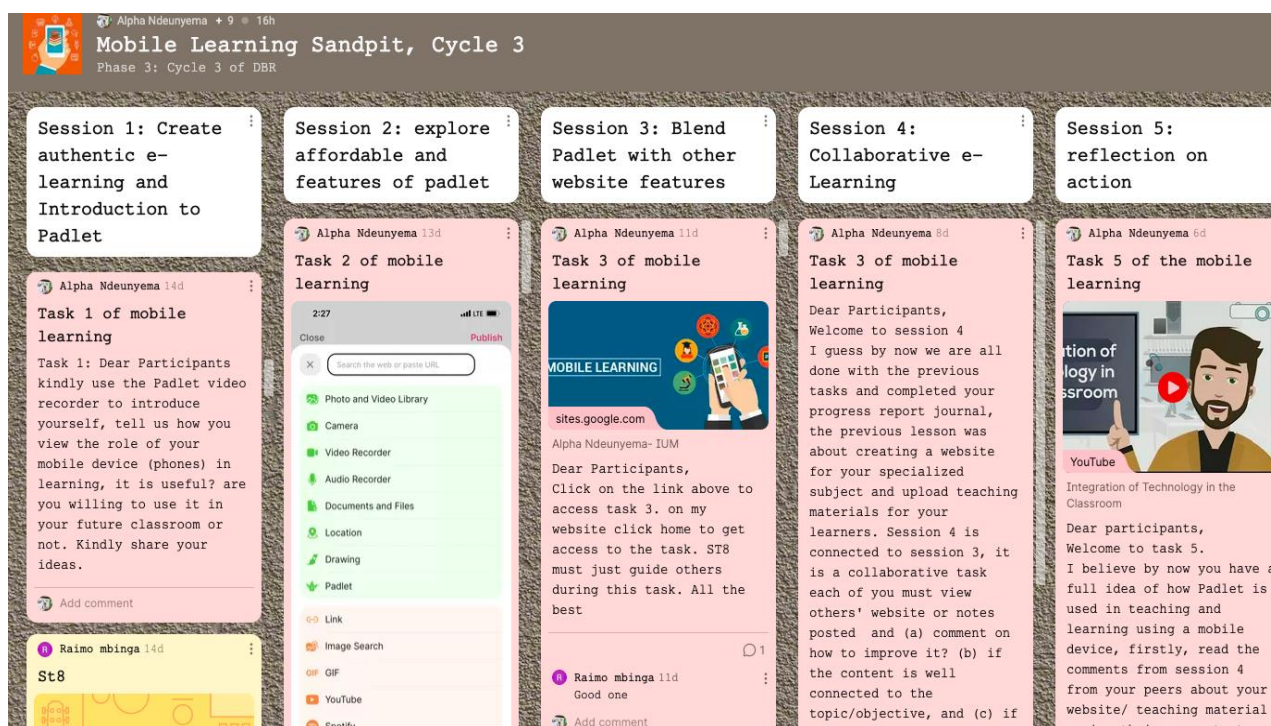 Alpha Ndeunyema + 9 16h
Mobile Learning Sandpit, Cycle 3
Phase 3: Cycle 3 of DBR
Session 1: Create
authentic e-
learning and
Introduction to
Padlet
Alpha Ndeunyema 14d
Task 1 of mobile
learning
Task 1: Dear Participants
kindly use the Padlet video
recorder to introduce
yourself, tell us how you
view the role of your
mobile device (phones) in
learning, it is useful? are
you willing to use it in
your future classroom or
not. Kindly share your
ideas.
Add comment
Raimo mbinga 14d
St8
Session 2: explore
affordable and
features of padlet
Alpha Ndeunyema 13d
Task 2 of mobile
learning
2:27
LTE
Close Publish
Search the web or paste URL
Photo and Video Library
Camera
Video Recorder
Audio Recorder
Documents and Files
Location
Drawing
Padlet
Link
Image Search
GIF GIF
YouTube
Spotify
Session 3: Blend
Padlet with other
website features
Alpha Ndeunyema 11d
Task 3 of mobile
learning
MOBILE LEARNING
sites.google.com
Alpha Ndeunyema- IUM
Dear Participants,
Click on the link above to
access task 3. on my
website click home to get
access to the task. ST8
must just guide others
during this task. All the
best
1
Raimo mbinga 11d
Good one
Add comment
Session 4:
Collaborative e-
Learning
Alpha Ndeunyema 8d
Task 3 of mobile
learning
Dear Participants,
Welcome to session 4
I guess by now we are all
done with the previous
tasks and completed your
progress report journal,
the previous lesson was
about creating a website
for your specialized
subject and upload teaching
materials for your
learners. Session 4 is
connected to session 3, it
is a collaborative task
each of you must view
others' website or notes
posted and (a) comment on
how to improve it? (b) if
the content is well
connected to the
topic/objective, and (c) if
Session 5:
reflection on
action
Alpha Ndeunyema 6d
Task 5 of the mobile
learning
tion of
logy in
ssroom
YouTube
Integration of Technology in the
Classroom
Dear participants,
Welcome to task 5.
I believe by now you have a
full idea of how Padlet is
used in teaching and
learning using a mobile
device, firstly, read the
comments from session 4
from your peers about your
website/ teaching material